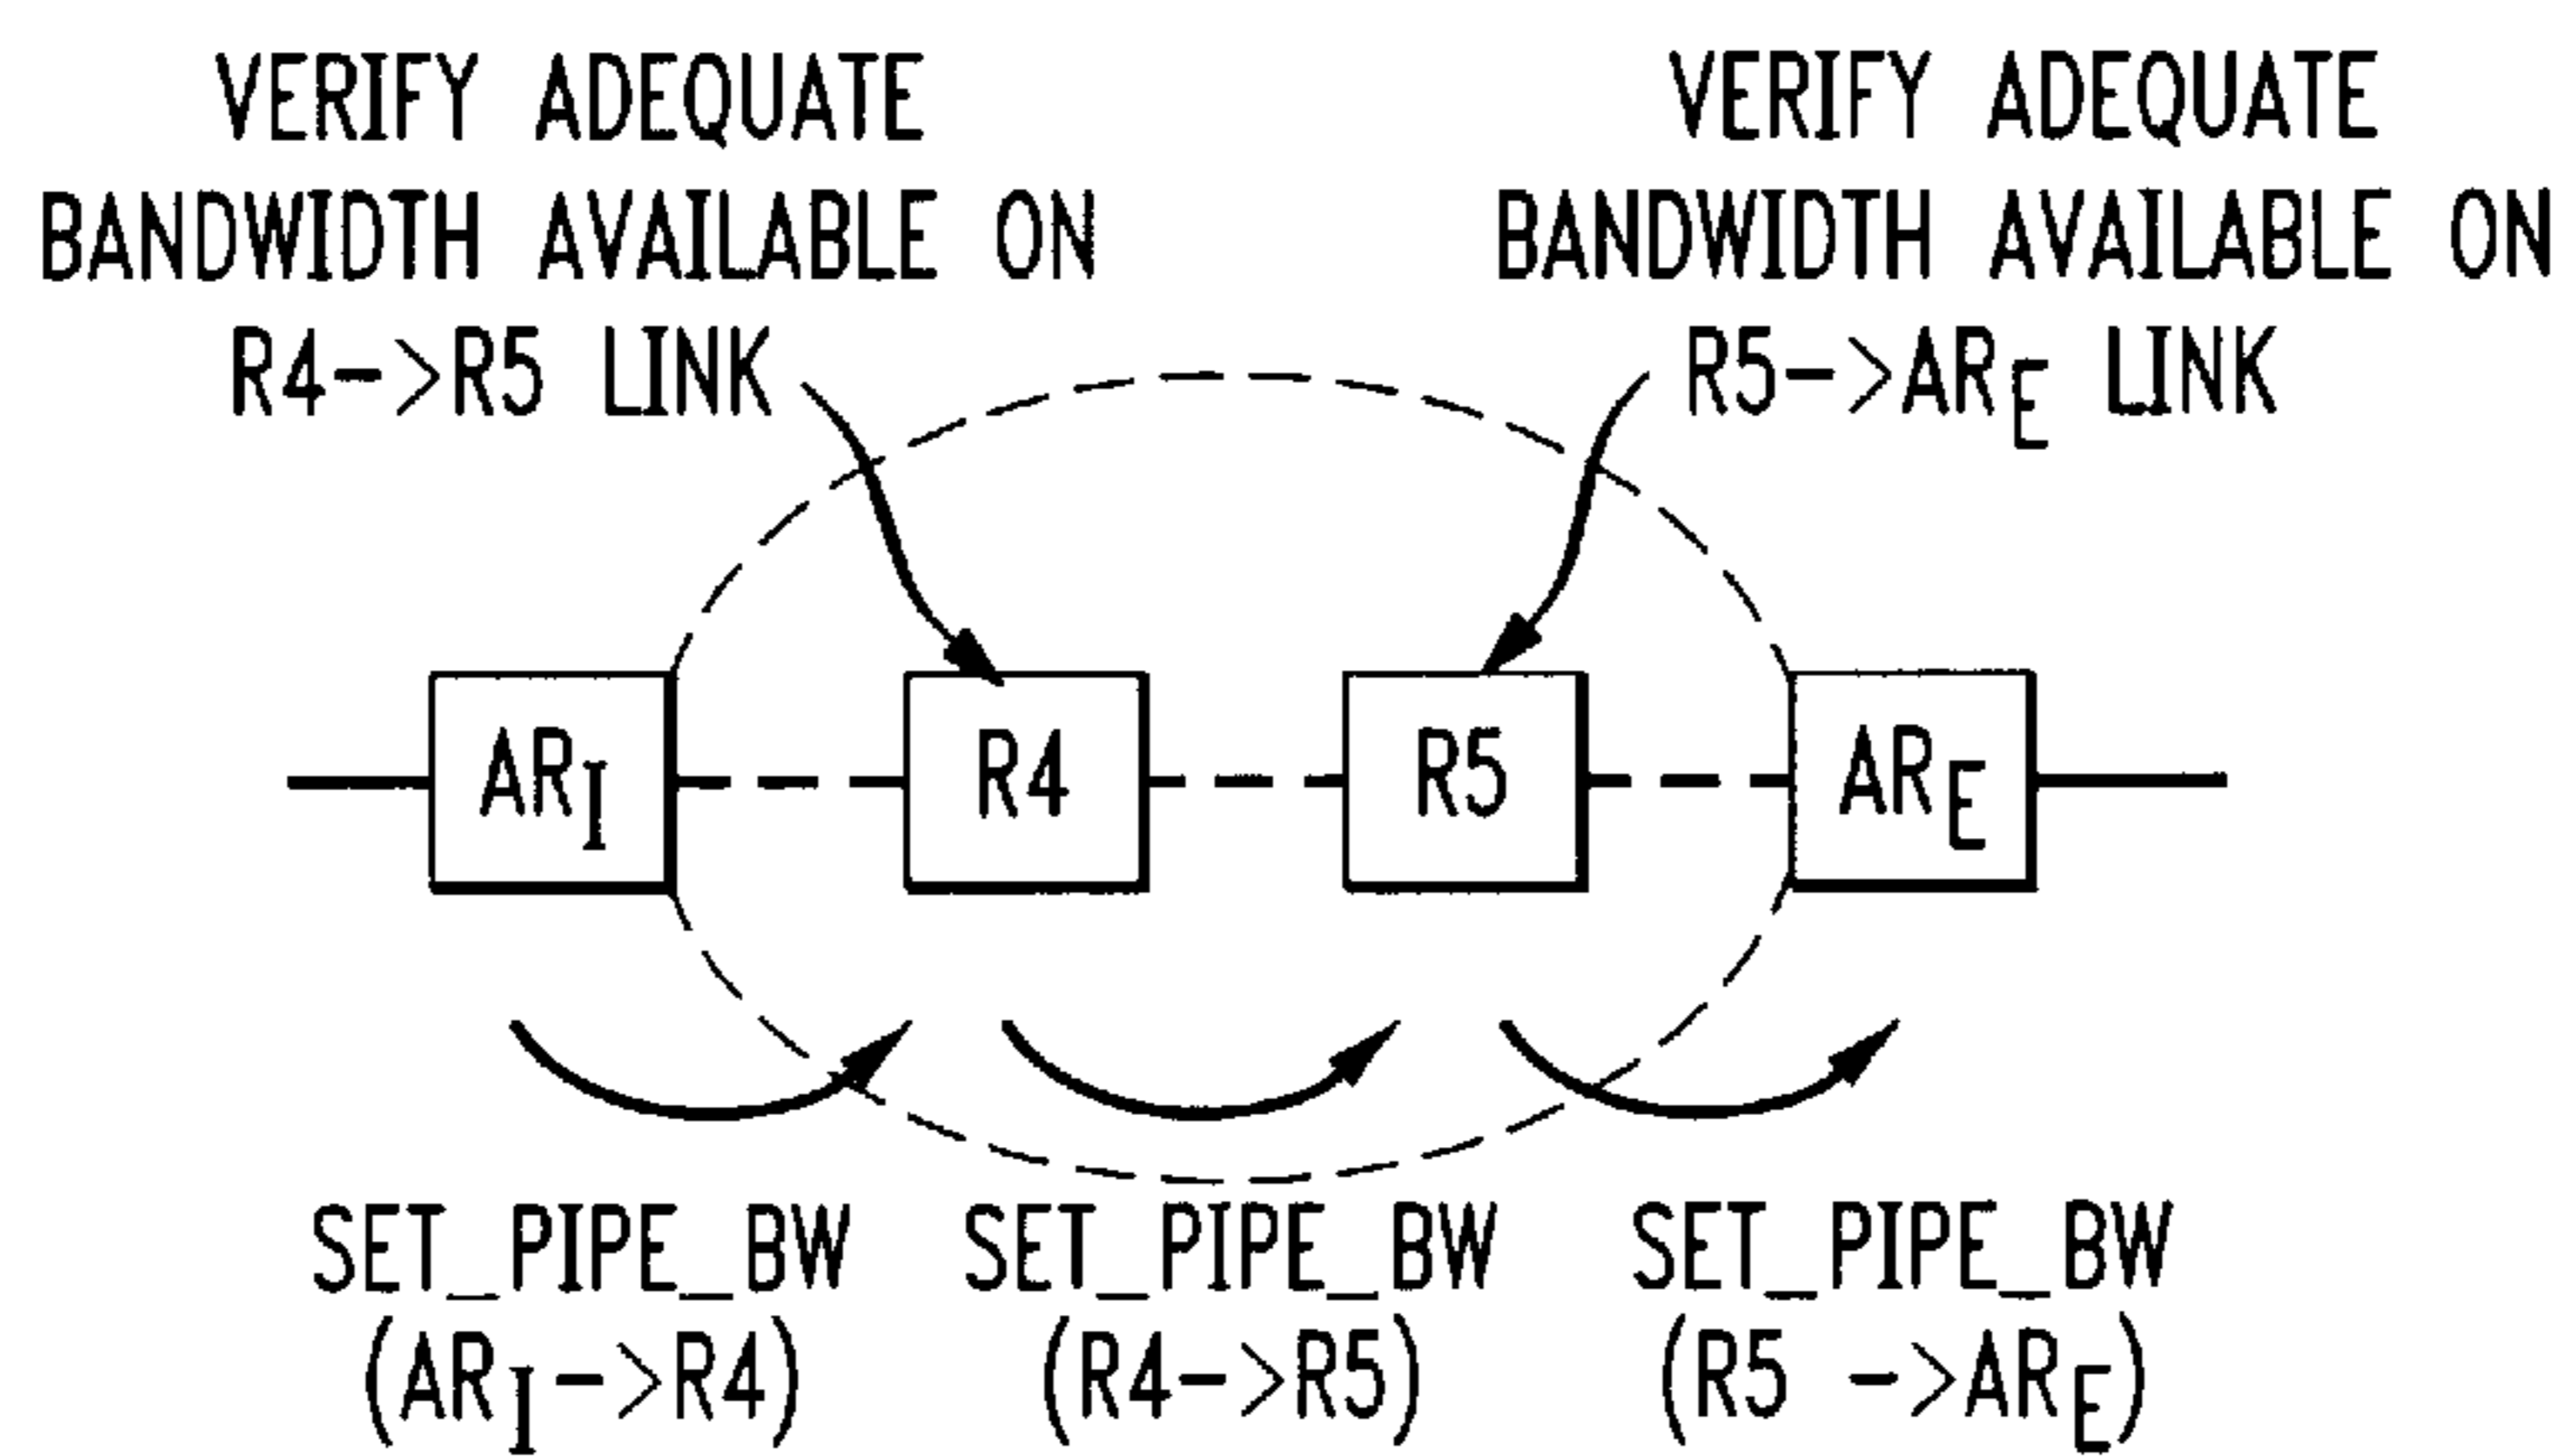 VERIFY ADEQUATE
BANDWIDTH AVAILABLE ON
R4->R5 LINK
VERIFY ADEQUATE
BANDWIDTH AVAILABLE ON
R5->ARE LINK
ARI
R4
R5
ARE
SET_PIPE_BW
(ARI->R4)
SET_PIPE_BW
(R4->R5)
SET_PIPE_BW
(R5 ->ARE)